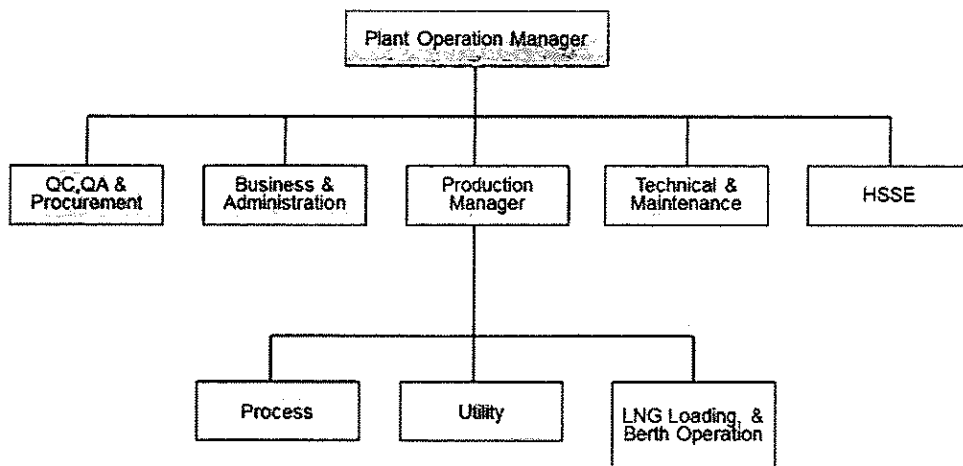 Plant Operation Manager
QC,QA &
Procurement
Business &
Administration
Production
Manager
Technical &
Maintenance
HSSE
Process
Utility
LNG Loading, &
Berth Operation